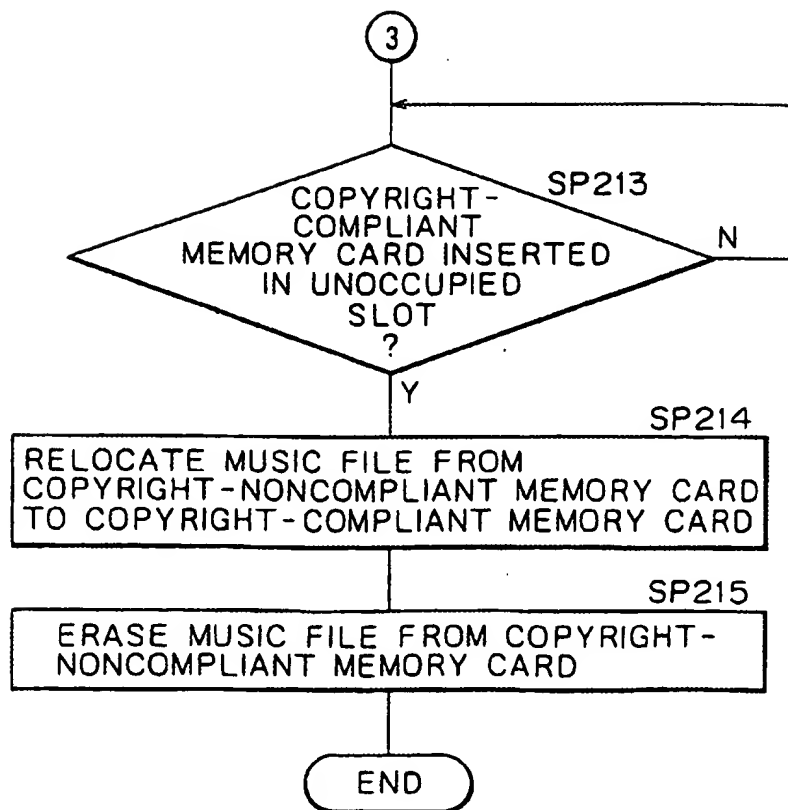 3
SP213
COPYRIGHT-
COMPLIANT
MEMORY CARD INSERTED
IN UNOCCUPIED
SLOT
?
N
Y
SP214
RELOCATE MUSIC FILE FROM
COPYRIGHT-NONCOMPLIANT MEMORY CARD
TO COPYRIGHT-COMPLIANT MEMORY CARD
SP215
ERASE MUSIC FILE FROM COPYRIGHT-
NONCOMPLIANT MEMORY CARD
END